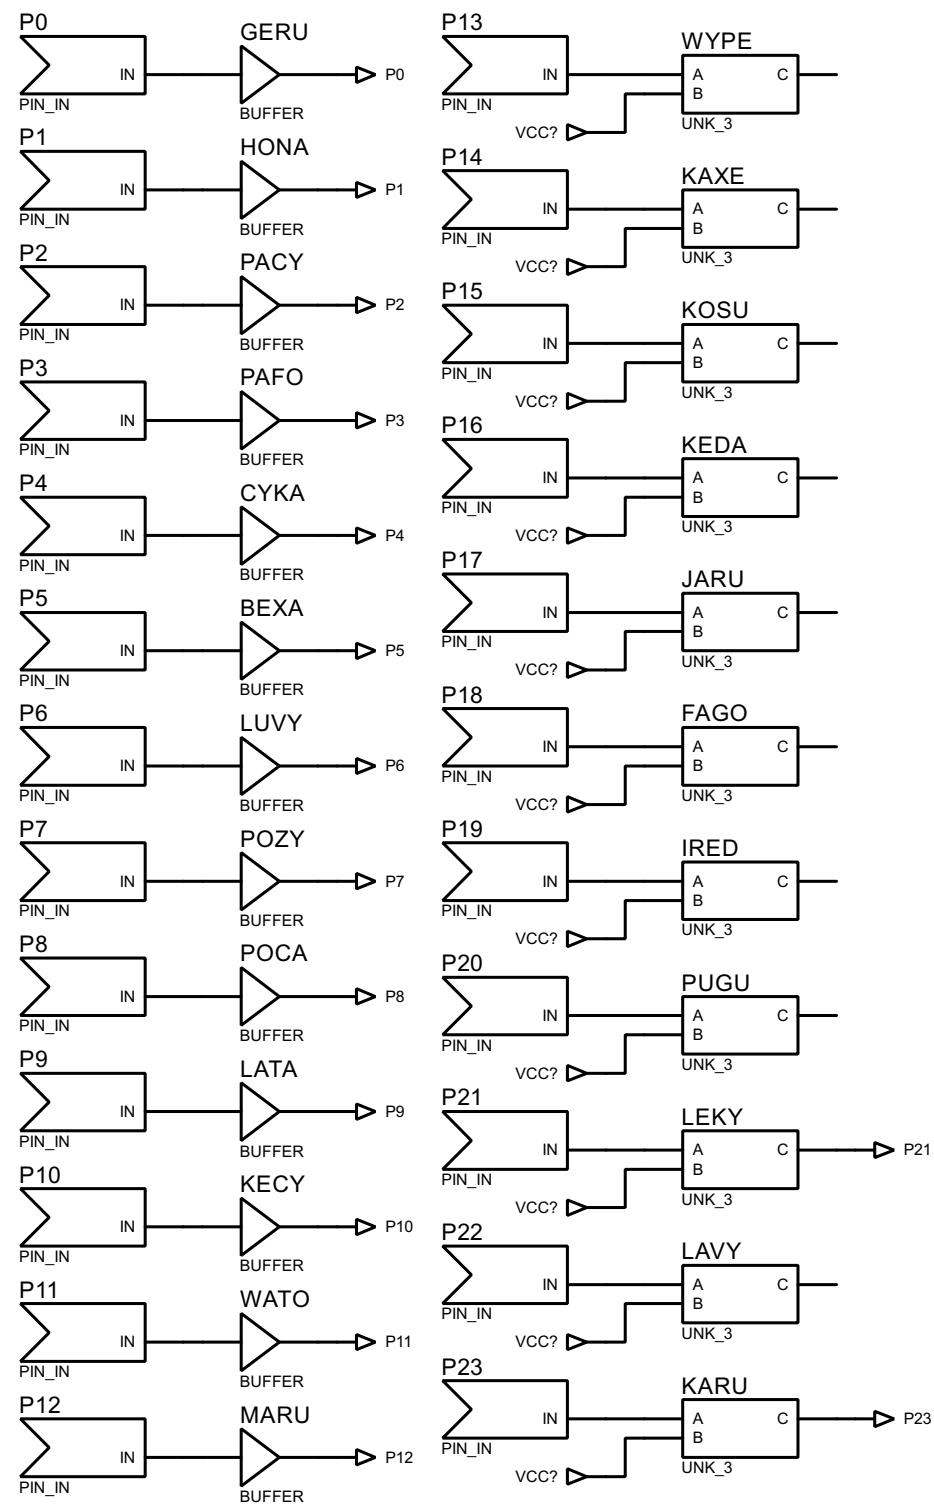 P0
GERU
IN
P0
PIN_IN
BUFFER
P1
HONA
IN
P1
PIN_IN
BUFFER
P2
PACY
IN
P2
PIN_IN
BUFFER
P3
PAFO
IN
P3
PIN_IN
BUFFER
P4
CYKA
IN
P4
PIN_IN
BUFFER
P5
BEXA
IN
P5
PIN_IN
BUFFER
P6
LUVY
IN
P6
PIN_IN
BUFFER
P7
POZY
IN
P7
PIN_IN
BUFFER
P8
POCA
IN
P8
PIN_IN
BUFFER
P9
LATA
IN
P9
PIN_IN
BUFFER
P10
KECY
IN
P10
PIN_IN
BUFFER
P11
WATO
IN
P11
PIN_IN
BUFFER
P12
MARU
IN
P12
PIN_IN
BUFFER
P13
WYPE
IN
A
C
B
PIN_IN
UNK_3
VCC?
P14
KAXE
IN
A
C
B
PIN_IN
UNK_3
VCC?
P15
KOSU
IN
A
C
B
PIN_IN
UNK_3
VCC?
P16
KEDA
IN
A
C
B
PIN_IN
UNK_3
VCC?
P17
JARU
IN
A
C
B
PIN_IN
UNK_3
VCC?
P18
FAGO
IN
A
C
B
PIN_IN
UNK_3
VCC?
P19
IRED
IN
A
C
B
PIN_IN
UNK_3
VCC?
P20
PUGU
IN
A
C
B
PIN_IN
UNK_3
VCC?
P21
LEKY
IN
A
C
P21
B
PIN_IN
UNK_3
VCC?
P22
LAVY
IN
A
C
B
PIN_IN
UNK_3
VCC?
P23
KARU
IN
A
C
P23
B
PIN_IN
UNK_3
VCC?